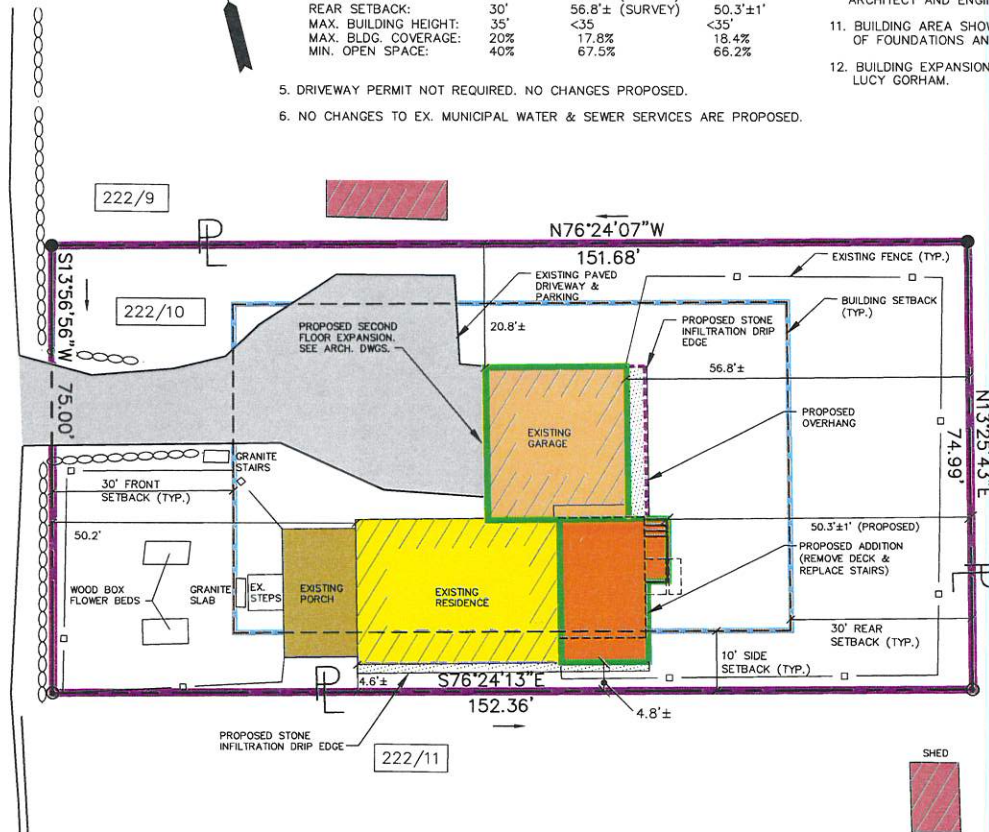 REAR SETBACK: 30' 56.8'± (SURVEY) 50.3'±1'
MAX. BUILDING HEIGHT: 35' <35 <35'
MAX. BLDG. COVERAGE: 20% 17.8% 18.4%
MIN. OPEN SPACE: 40% 67.5% 66.2%
5. DRIVEWAY PERMIT NOT REQUIRED. NO CHANGES PROPOSED.
6. NO CHANGES TO EX. MUNICIPAL WATER & SEWER SERVICES ARE PROPOSED.
ARCHITECT AND
11. BUILDING AREA
OF FOUNDATIONS
12. BUILDING EXPANSION
LUCY GORHAM.
222/9
PL
N76°24'07"W
151.68'
S13°56'56"W
75.00'
222/10
EXISTING PAVED
DRIVEWAY &
PARKING
EXISTING FENCE (TYP.)
BUILDING SETBACK
(TYP.)
PROPOSED SECOND
FLOOR EXPANSION.
SEE ARCH. DWGS.
20.8'±
PROPOSED STONE
INFILTRATION DRIP
EDGE
56.8'±
N13°25'43"E
74.99'
PROPOSED
OVERHANG
EXISTING
GARAGE
GRANITE
STAIRS
30' FRONT
SETBACK (TYP.)
50.2'
50.3'±1' (PROPOSED)
PROPOSED ADDITION
(REMOVE DECK &
REPLACE STAIRS)
WOOD BOX
FLOWER BEDS
GRANITE
SLAB
EX.
STEPS
EXISTING
PORCH
EXISTING
RESIDENCE
PL
30' REAR
SETBACK (TYP.)
10' SIDE
SETBACK (TYP.)
PL
4.6'±
S76°24'13"E
152.36'
4.8'±
PROPOSED STONE
INFILTRATION DRIP EDGE
222/11
SHED